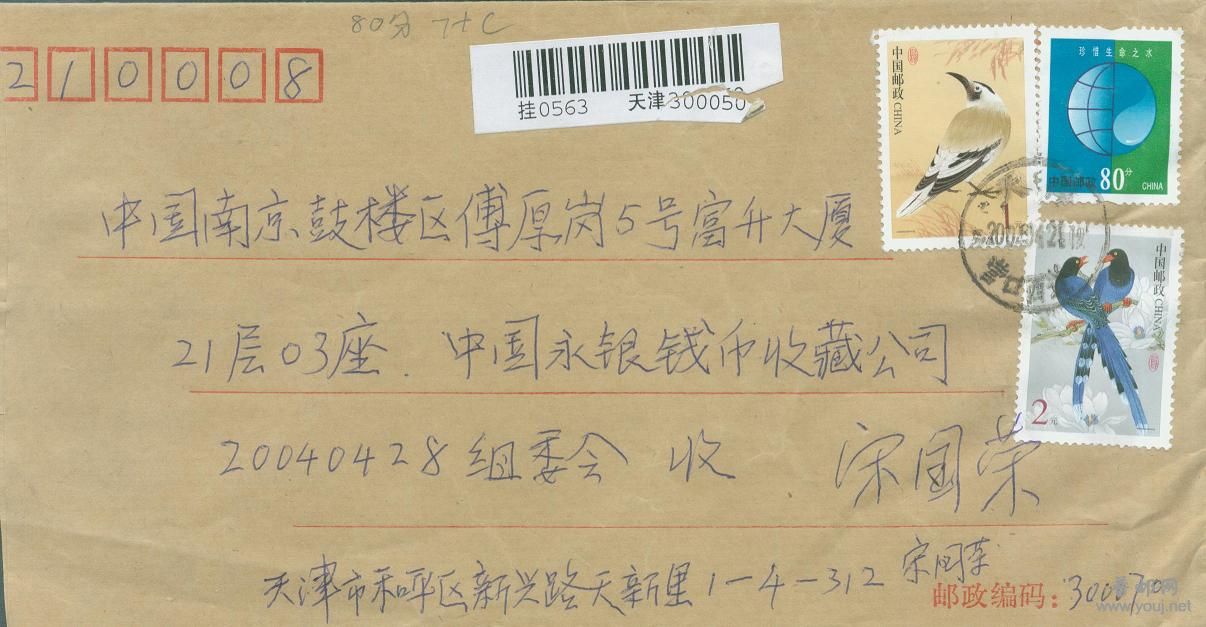 80分
210008
挂0563 天津300050
中国邮政 CHINA
珍惜生命之水
中国邮政 80分 CHINA
中国南京鼓楼区傅厚岗5号富升大厦
中国邮政 CHINA
2元
21层03座. 中国永银钱币收藏公司
20040428组委会 收 宋国荣
天津市和平区新兴路天新里1-4-312 宋国荣
邮政编码: 300070
www.youj.net